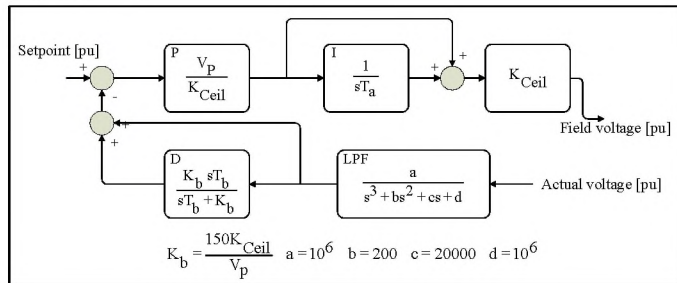 Setpoint [pu]
+
-
P
V_P
K_Ceil
I
1
sT_a
+
+
K_Ceil
Field voltage [pu]
+
+
D
K_b sT_b
sT_b + K_b
LPF
a
s^3 + bs^2 + cs + d
Actual voltage [pu]
K_b = 150K_Ceil / V_p a = 10^6 b = 200 c = 20000 d = 10^6